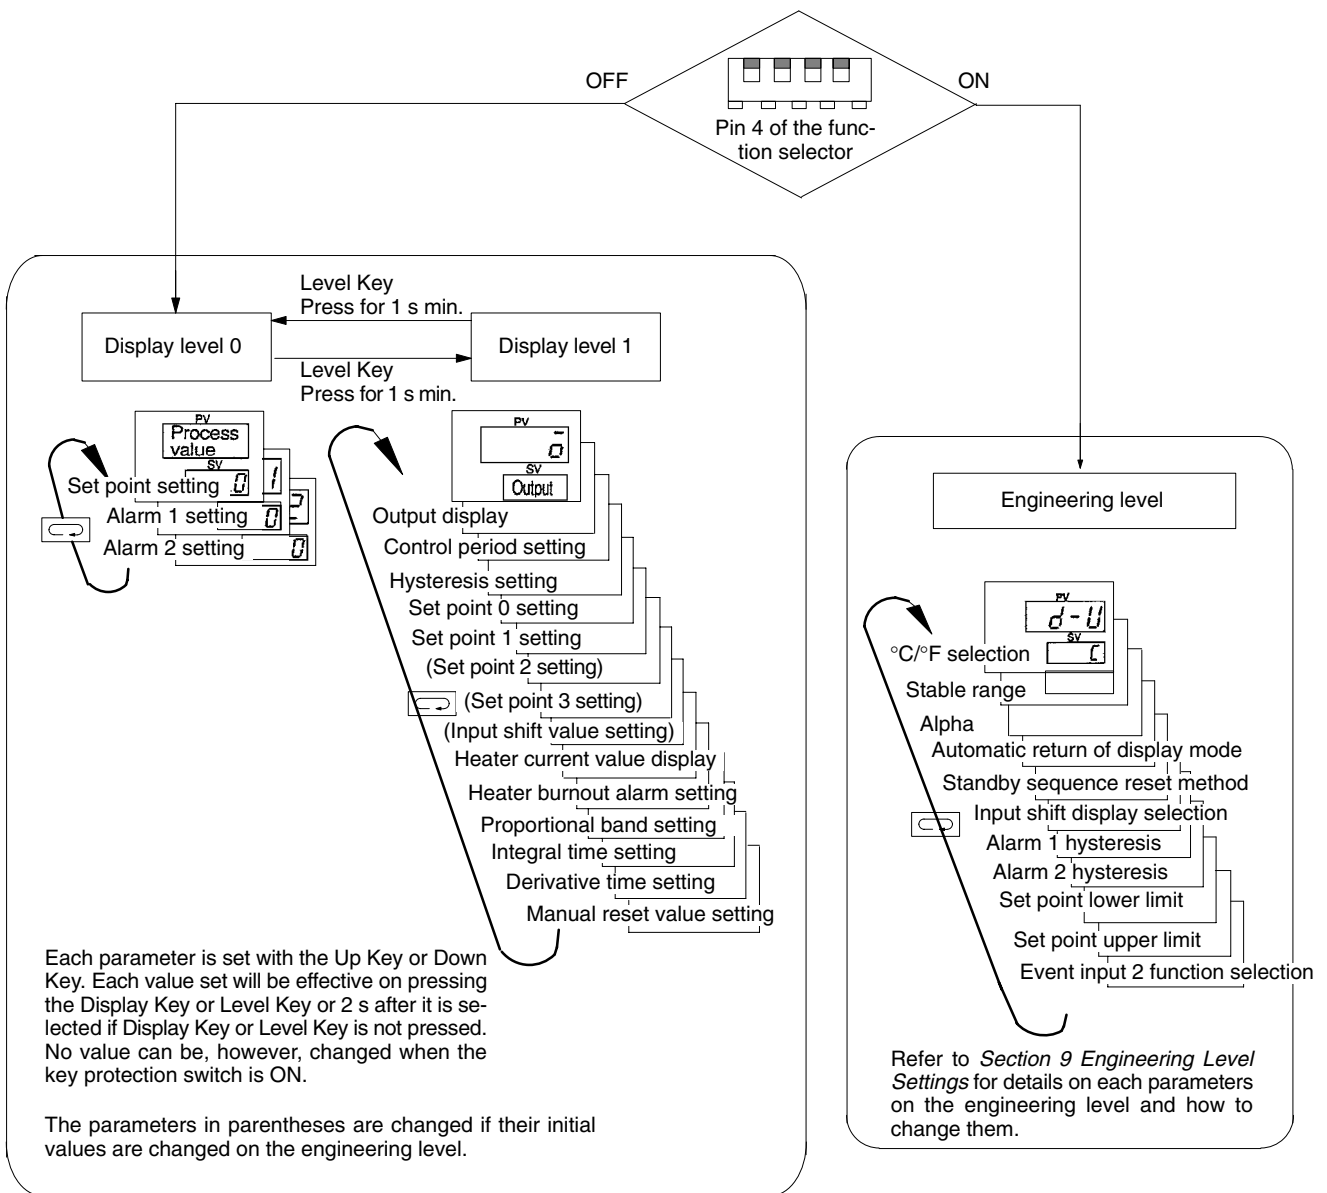 OFF
ON
Pin 4 of the func-
tion selector
Level Key
Press for 1 s min.
Display level 0
Display level 1
Level Key
Press for 1 s min.
PV
Process
value
SV
Set point setting
0
1
Alarm 1 setting
0
2
Alarm 2 setting
0
PV
o
SV
Output
Output display
Control period setting
Hysteresis setting
Set point 0 setting
Set point 1 setting
(Set point 2 setting)
(Set point 3 setting)
(Input shift value setting)
Heater current value display
Heater burnout alarm setting
Proportional band setting
Integral time setting
Derivative time setting
Manual reset value setting
Each parameter is set with the Up Key or Down
Key. Each value set will be effective on pressing
the Display Key or Level Key or 2 s after it is se-
lected if Display Key or Level Key is not pressed.
No value can be, however, changed when the
key protection switch is ON.
The parameters in parentheses are changed if their initial
values are changed on the engineering level.
Engineering level
PV
d-U
SV
C
°C/°F selection
Stable range
Alpha
Automatic return of display mode
Standby sequence reset method
Input shift display selection
Alarm 1 hysteresis
Alarm 2 hysteresis
Set point lower limit
Set point upper limit
Event input 2 function selection
Refer to Section 9 Engineering Level
Settings for details on each parameters
on the engineering level and how to
change them.